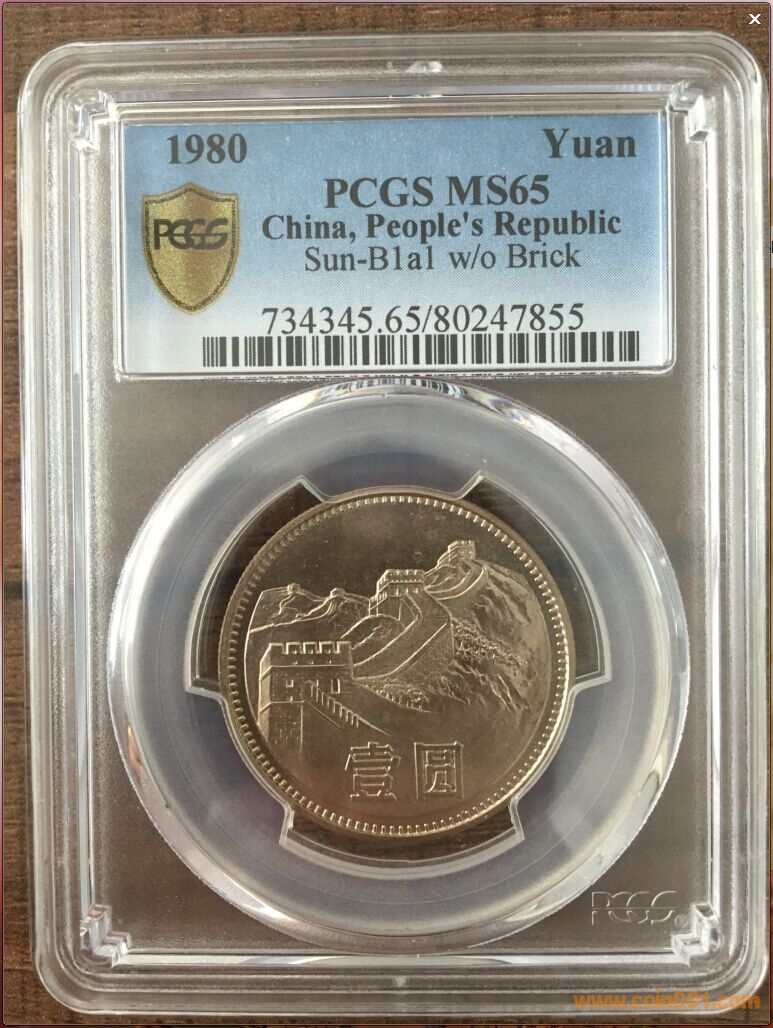 1980 Yuan
PCGS
PCGS MS65
China, People's Republic
Sun-B1a1 w/o Brick
734345.65/80247855
壹圆
PCGS®
www.coin001.com